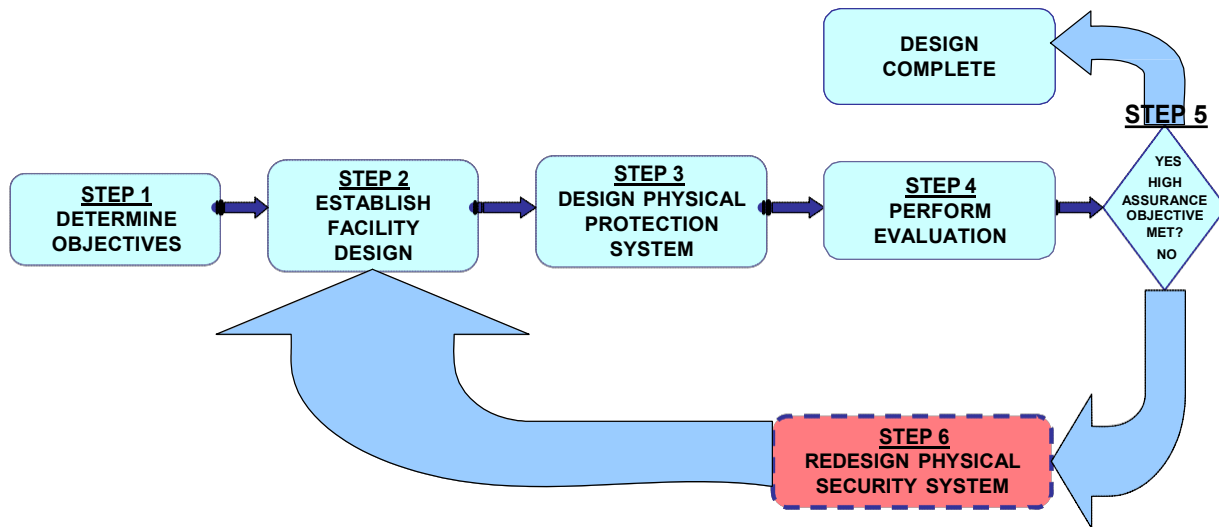 DESIGN
COMPLETE
STEP 5
STEP 1
DETERMINE
OBJECTIVES
STEP 2
ESTABLISH
FACILITY
DESIGN
STEP 3
DESIGN PHYSICAL
PROTECTION
SYSTEM
STEP 4
PERFORM
EVALUATION
YES
HIGH
ASSURANCE
OBJECTIVE
MET?
NO
STEP 6
REDESIGN PHYSICAL
SECURITY SYSTEM